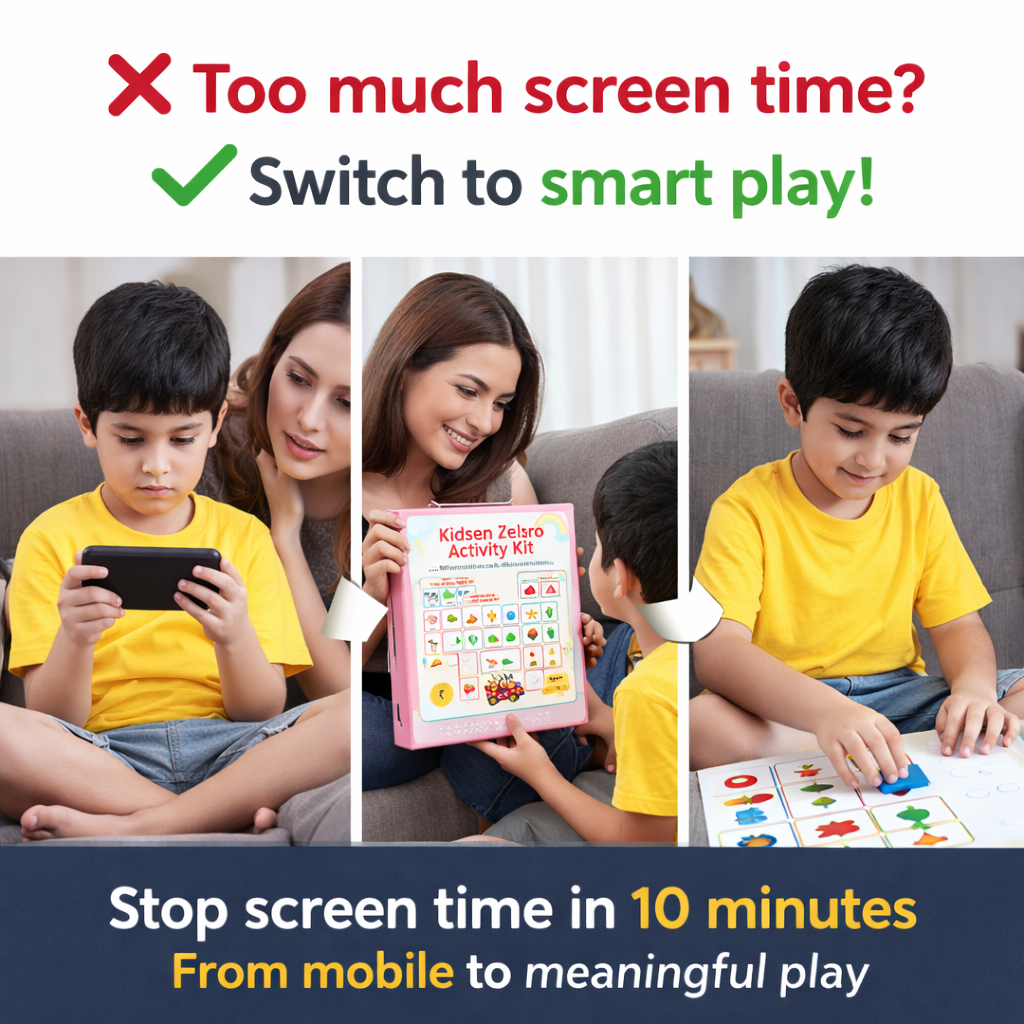 Too much screen time?
Switch to smart play!
Kidsen Zelsro
Activity Kit
₹
Stop screen time in 10 minutes
From mobile to meaningful play